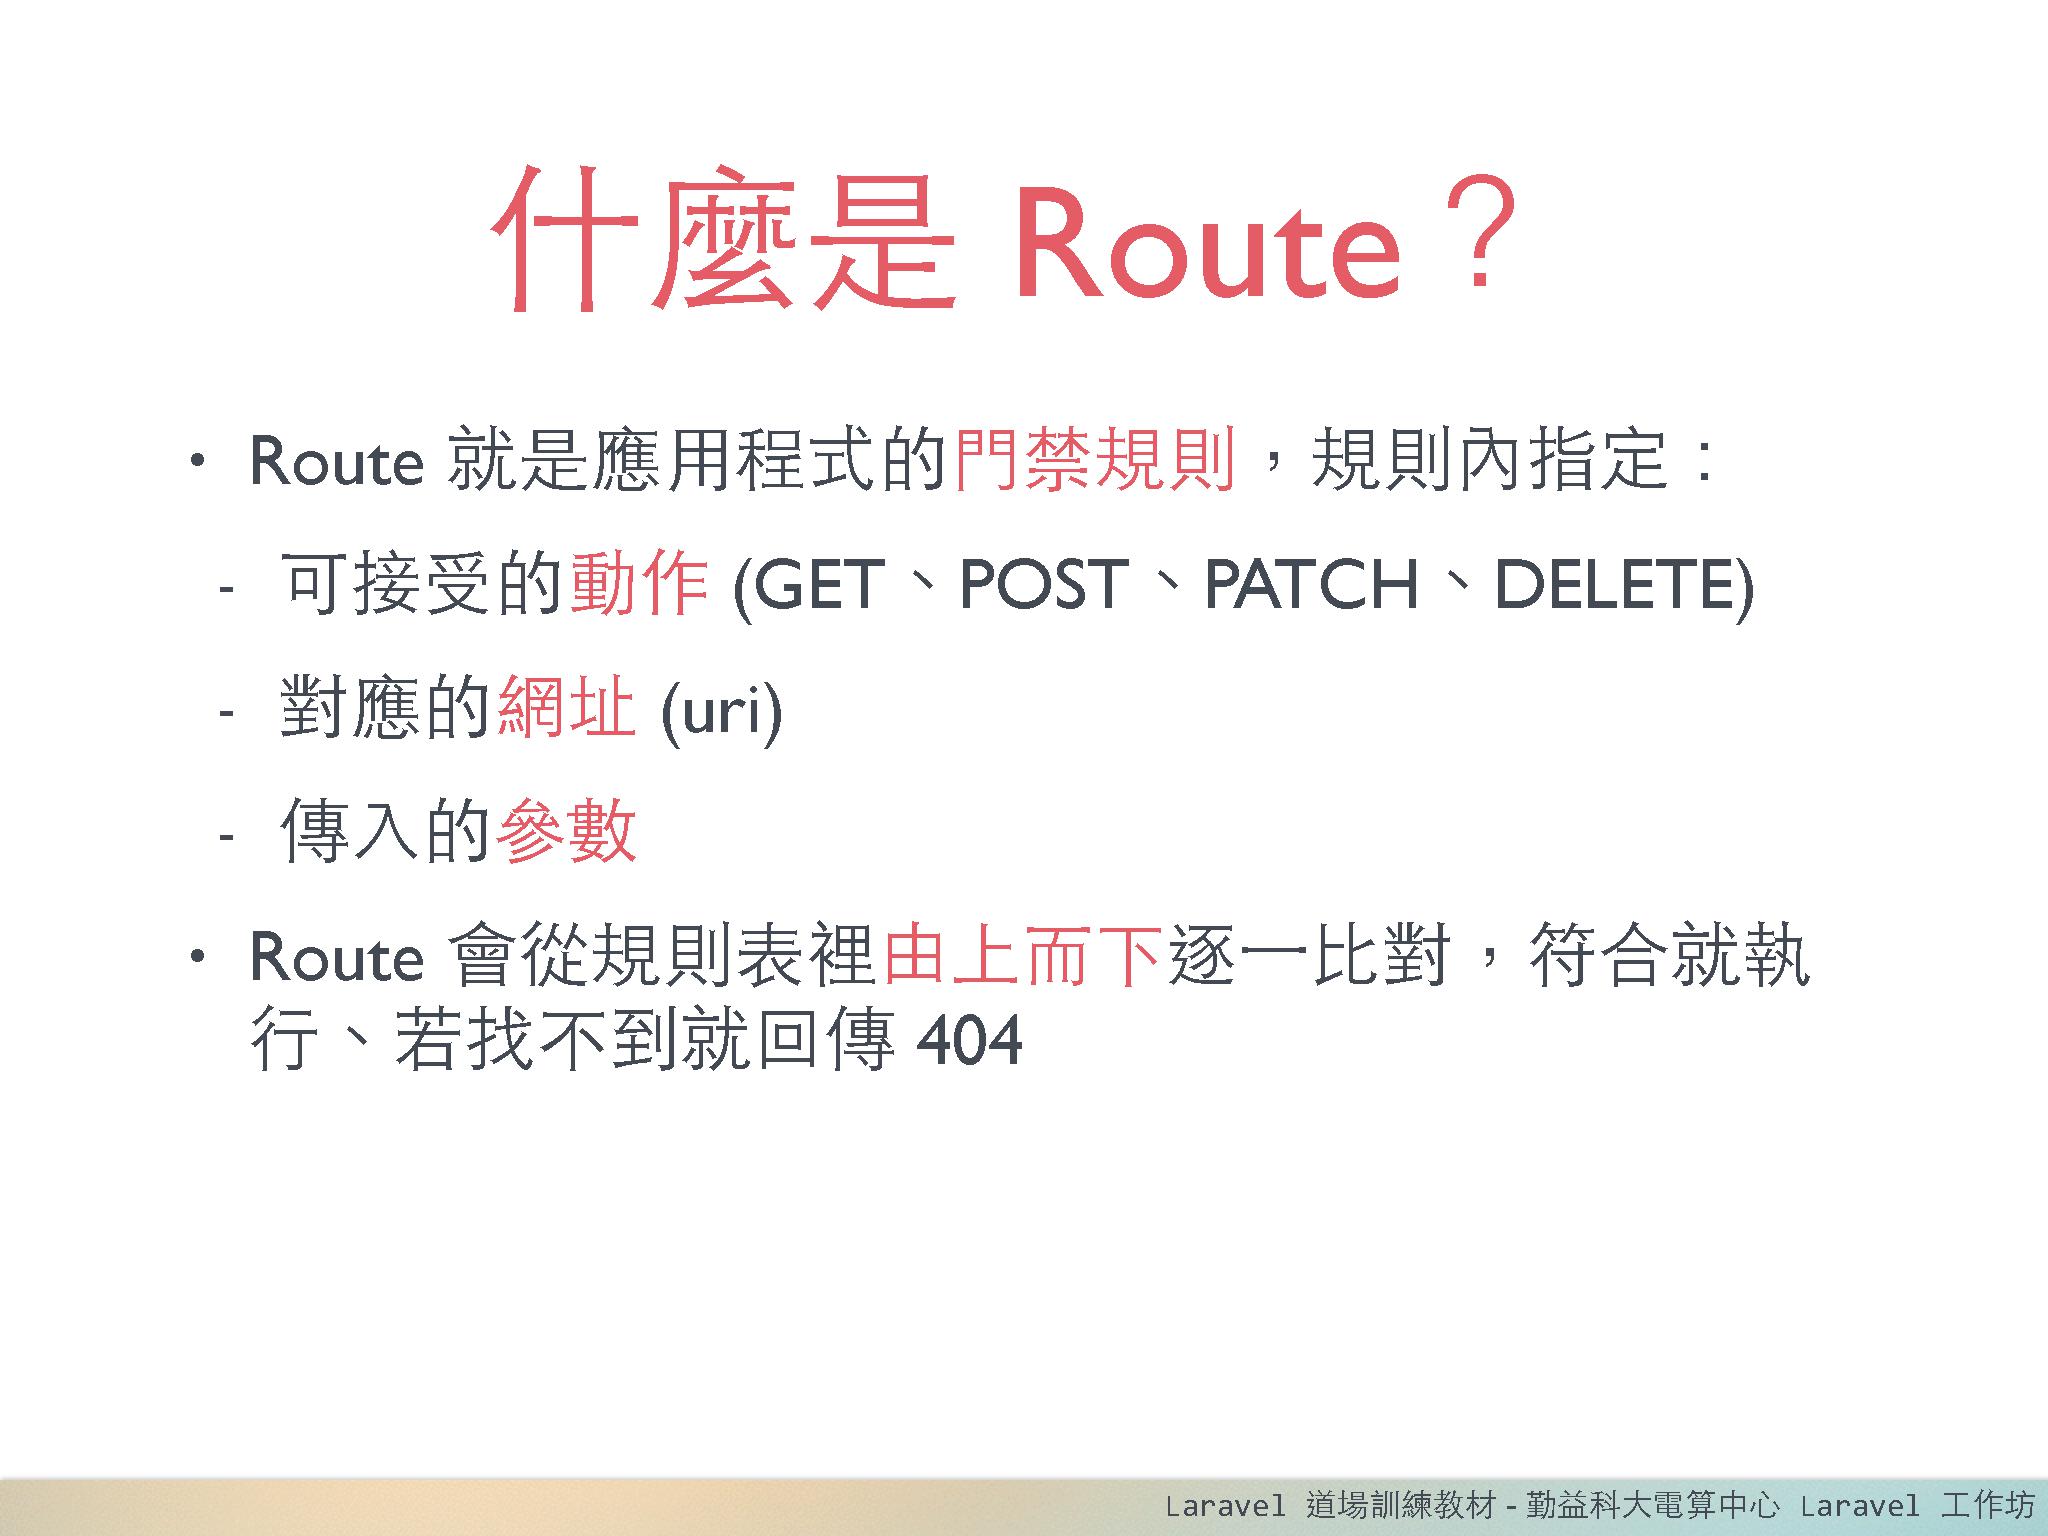 什麼是 Route？
• Route 就是應用程式的門禁規則，規則內指定：
- 可接受的動作 (GET、POST、PATCH、DELETE)
- 對應的網址 (uri)
- 傳入的參數
• Route 會從規則表裡由上而下逐一比對，符合就執
行、若找不到就回傳 404
Laravel 道場訓練教材 - 勤益科大電算中心 Laravel 工作坊